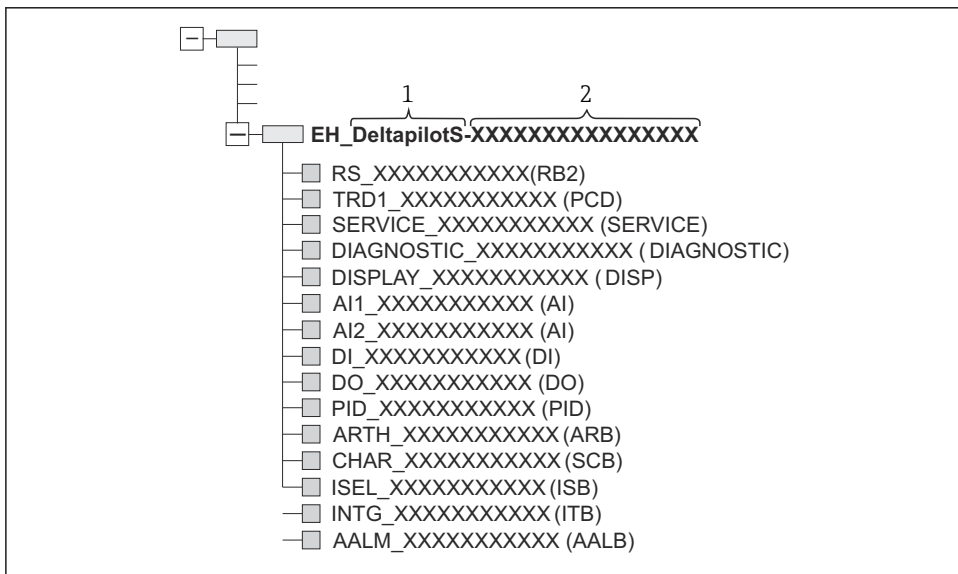 1 2
EH_DeltapilotS-XXXXXXXXXXXXXXXX
RS_XXXXXXXXXXX(RB2)
TRD1_XXXXXXXXXXX (PCD)
SERVICE_XXXXXXXXXXX (SERVICE)
DIAGNOSTIC_XXXXXXXXXXX ( DIAGNOSTIC)
DISPLAY_XXXXXXXXXXX ( DISP)
AI1_XXXXXXXXXXX (AI)
AI2_XXXXXXXXXXX (AI)
DI_XXXXXXXXXXX (DI)
DO_XXXXXXXXXXX (DO)
PID_XXXXXXXXXXX (PID)
ARTH_XXXXXXXXXXX (ARB)
CHAR_XXXXXXXXXXX (SCB)
ISEL_XXXXXXXXXXX (ISB)
INTG_XXXXXXXXXXX (ITB)
AALM_XXXXXXXXXXX (AALB)